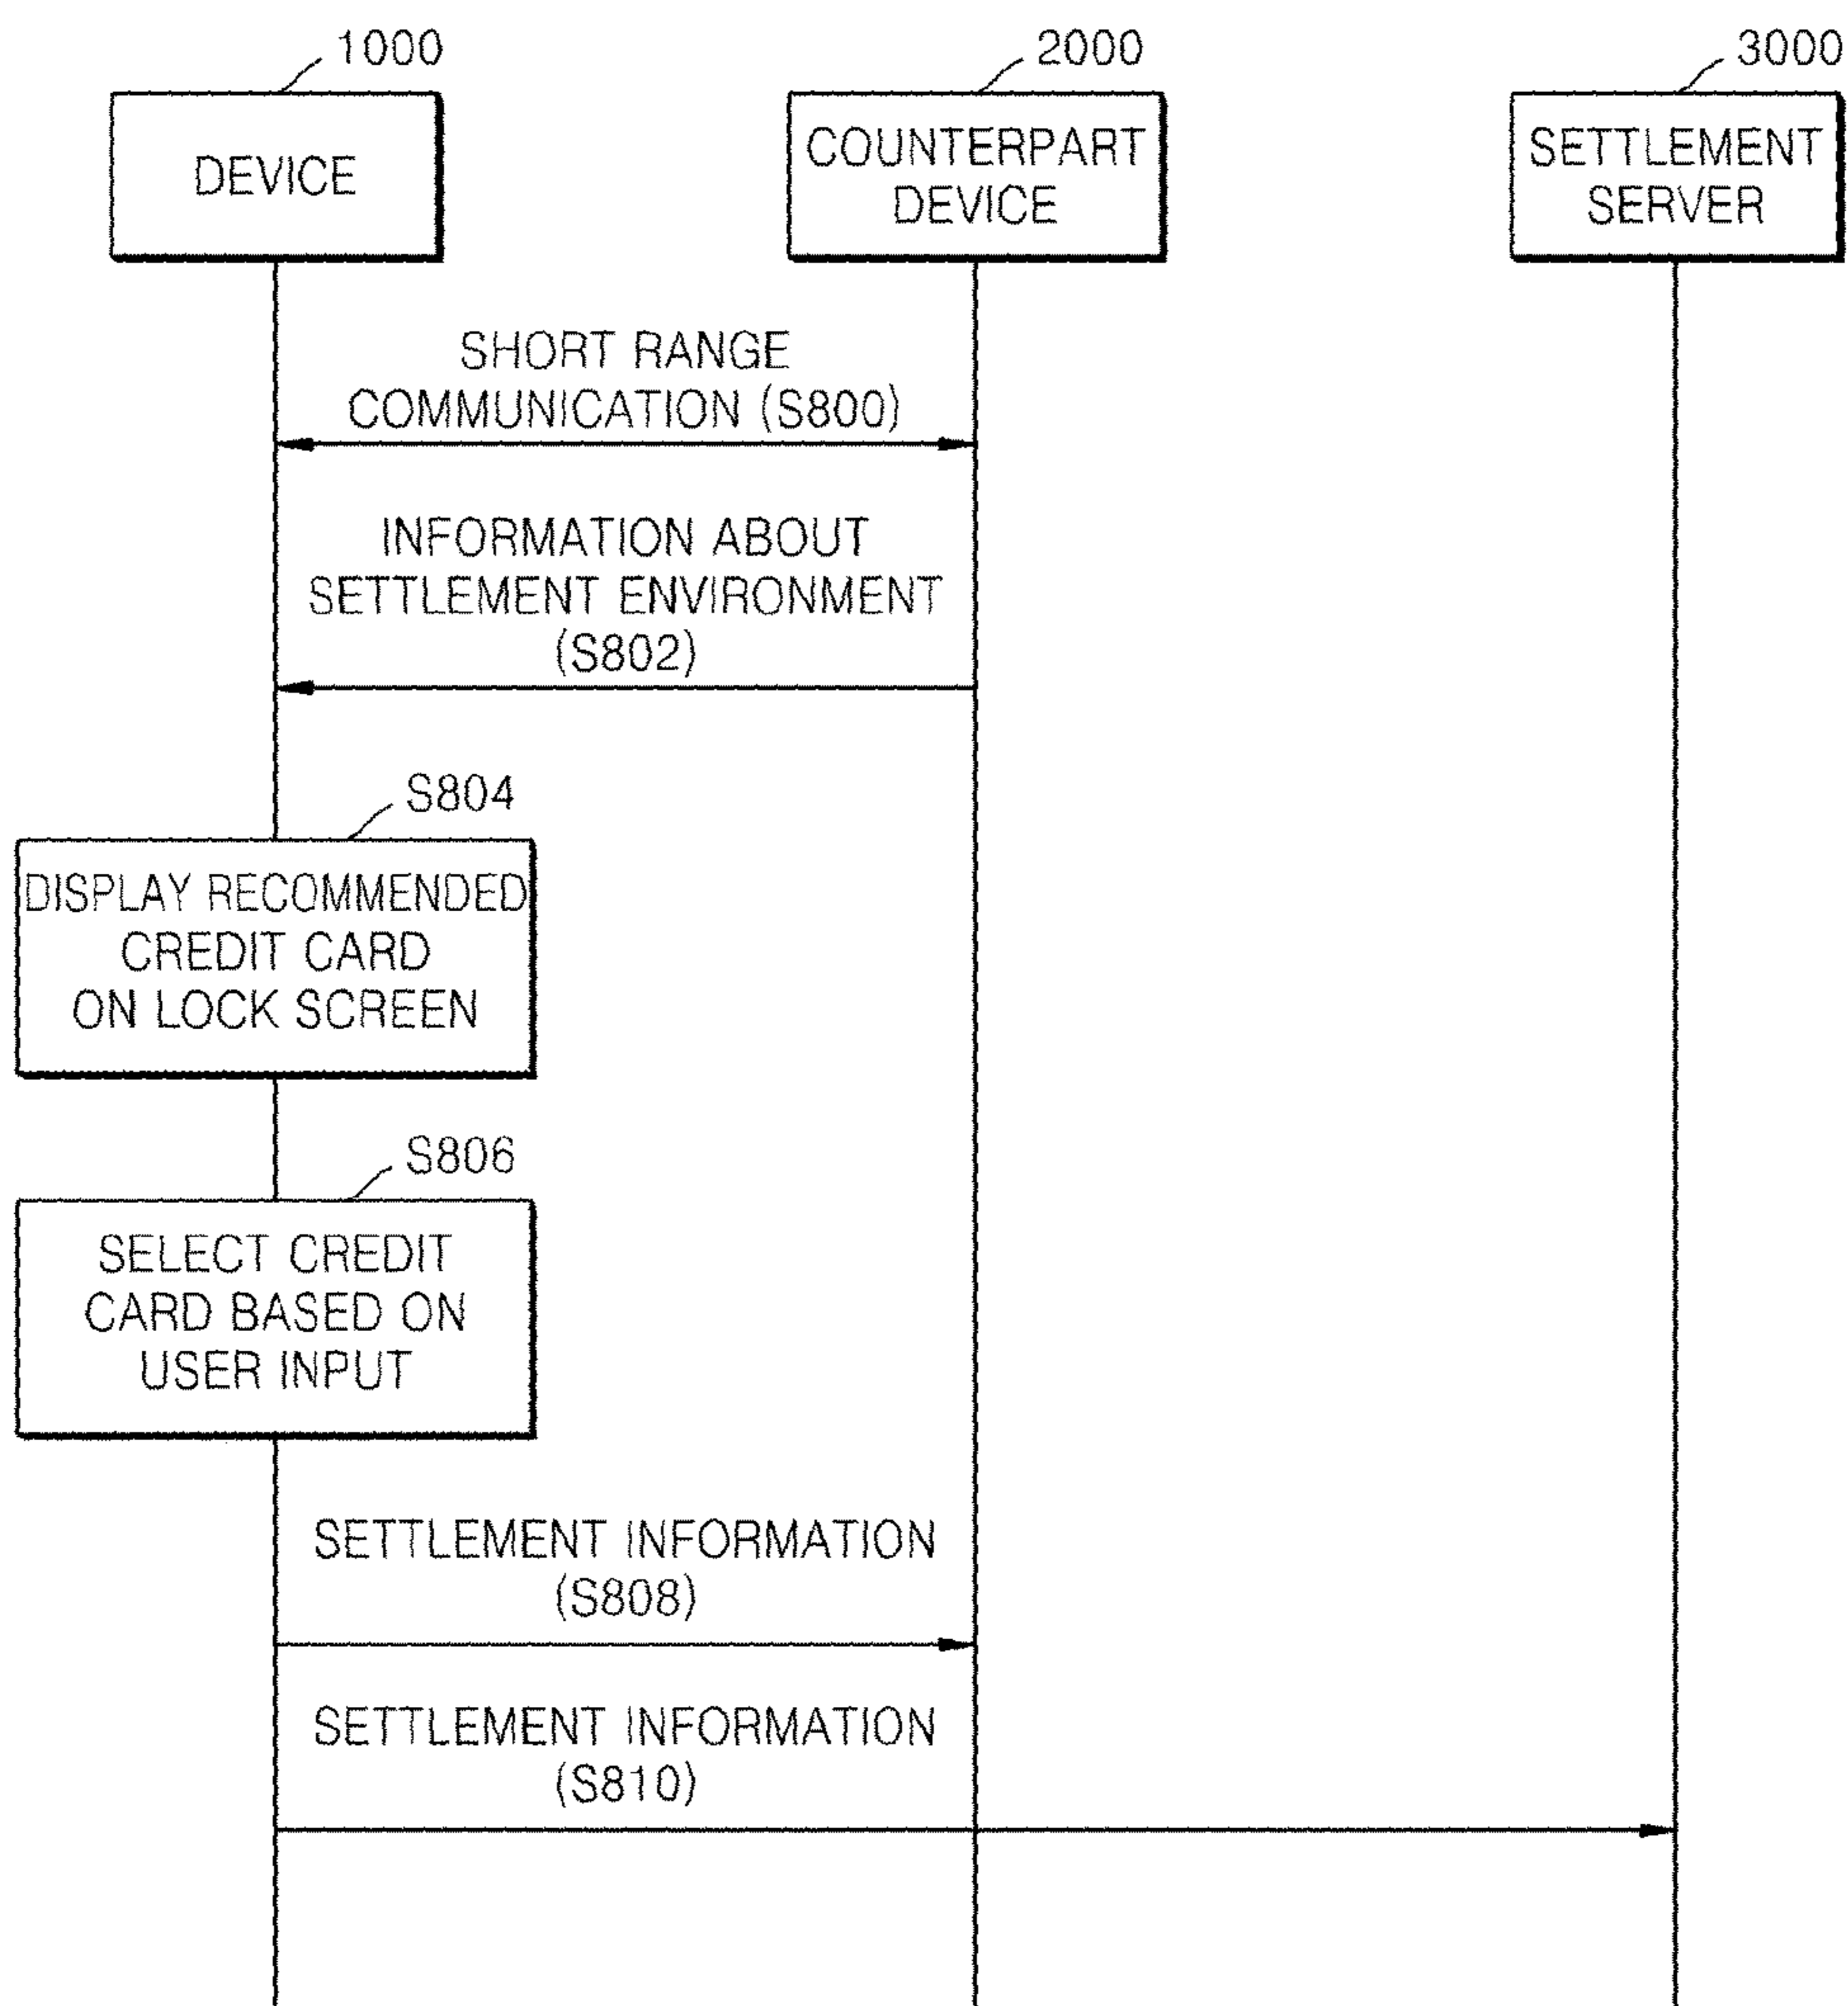 1000
2000
3000
DEVICE
COUNTERPART
DEVICE
SETTLEMENT
SERVER
SHORT RANGE
COMMUNICATION (S800)
INFORMATION ABOUT
SETTLEMENT ENVIRONMENT
(S802)
S804
DISPLAY RECOMMENDED
CREDIT CARD
ON LOCK SCREEN
S806
SELECT CREDIT
CARD BASED ON
USER INPUT
SETTLEMENT INFORMATION
(S808)
SETTLEMENT INFORMATION
(S810)